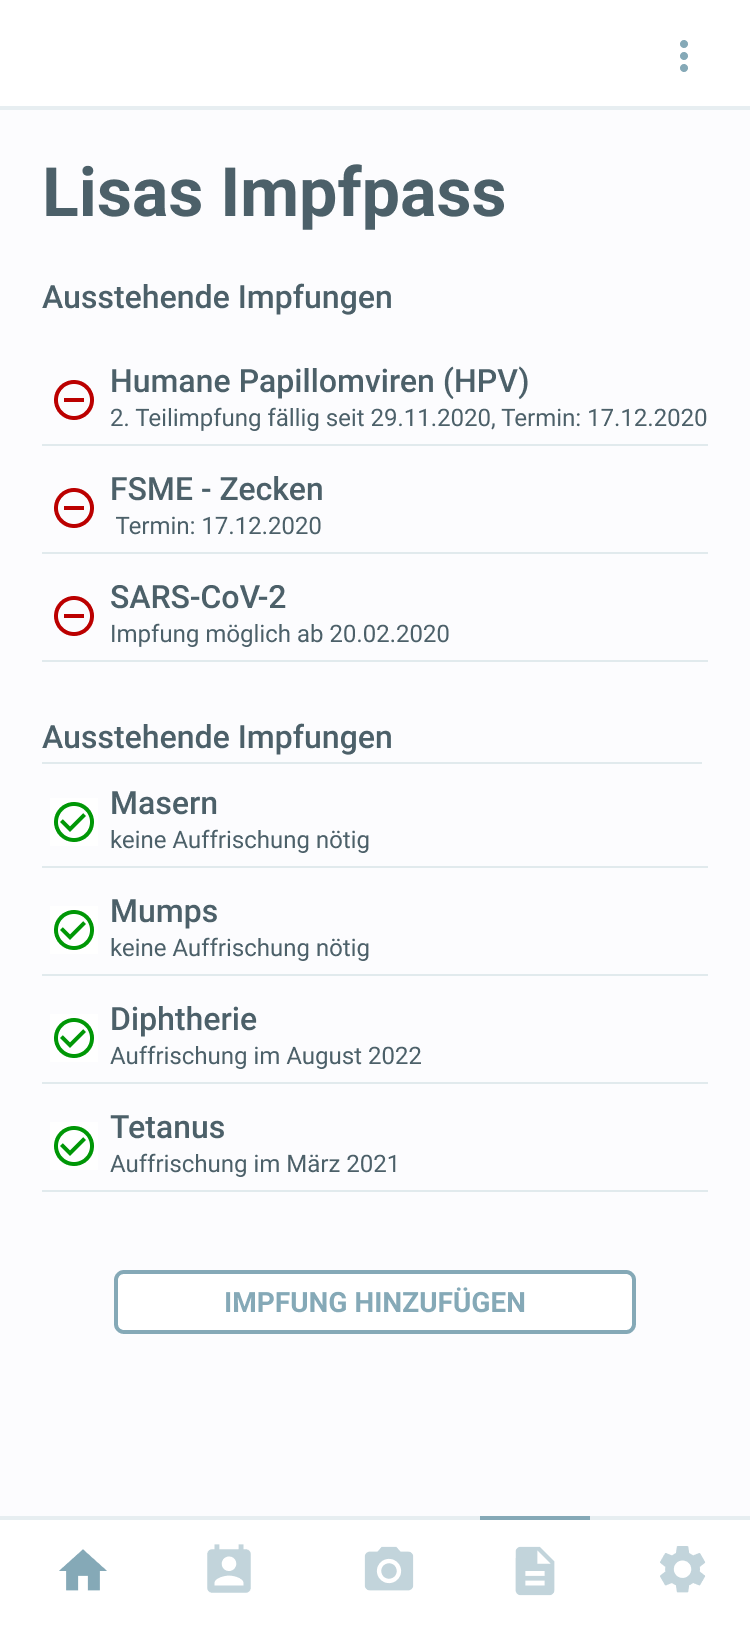 Lisas Impfpass
Ausstehende Impfungen
Humane Papillomviren (HPV)
2. Teilimpfung fällig seit 29.11.2020, Termin: 17.12.2020
FSME - Zecken
Termin: 17.12.2020
SARS-CoV-2
Impfung möglich ab 20.02.2020
Ausstehende Impfungen
Masern
keine Auffrischung nötig
Mumps
keine Auffrischung nötig
Diphtherie
Auffrischung im August 2022
Tetanus
Auffrischung im März 2021
IMPFUNG HINZUFÜGEN